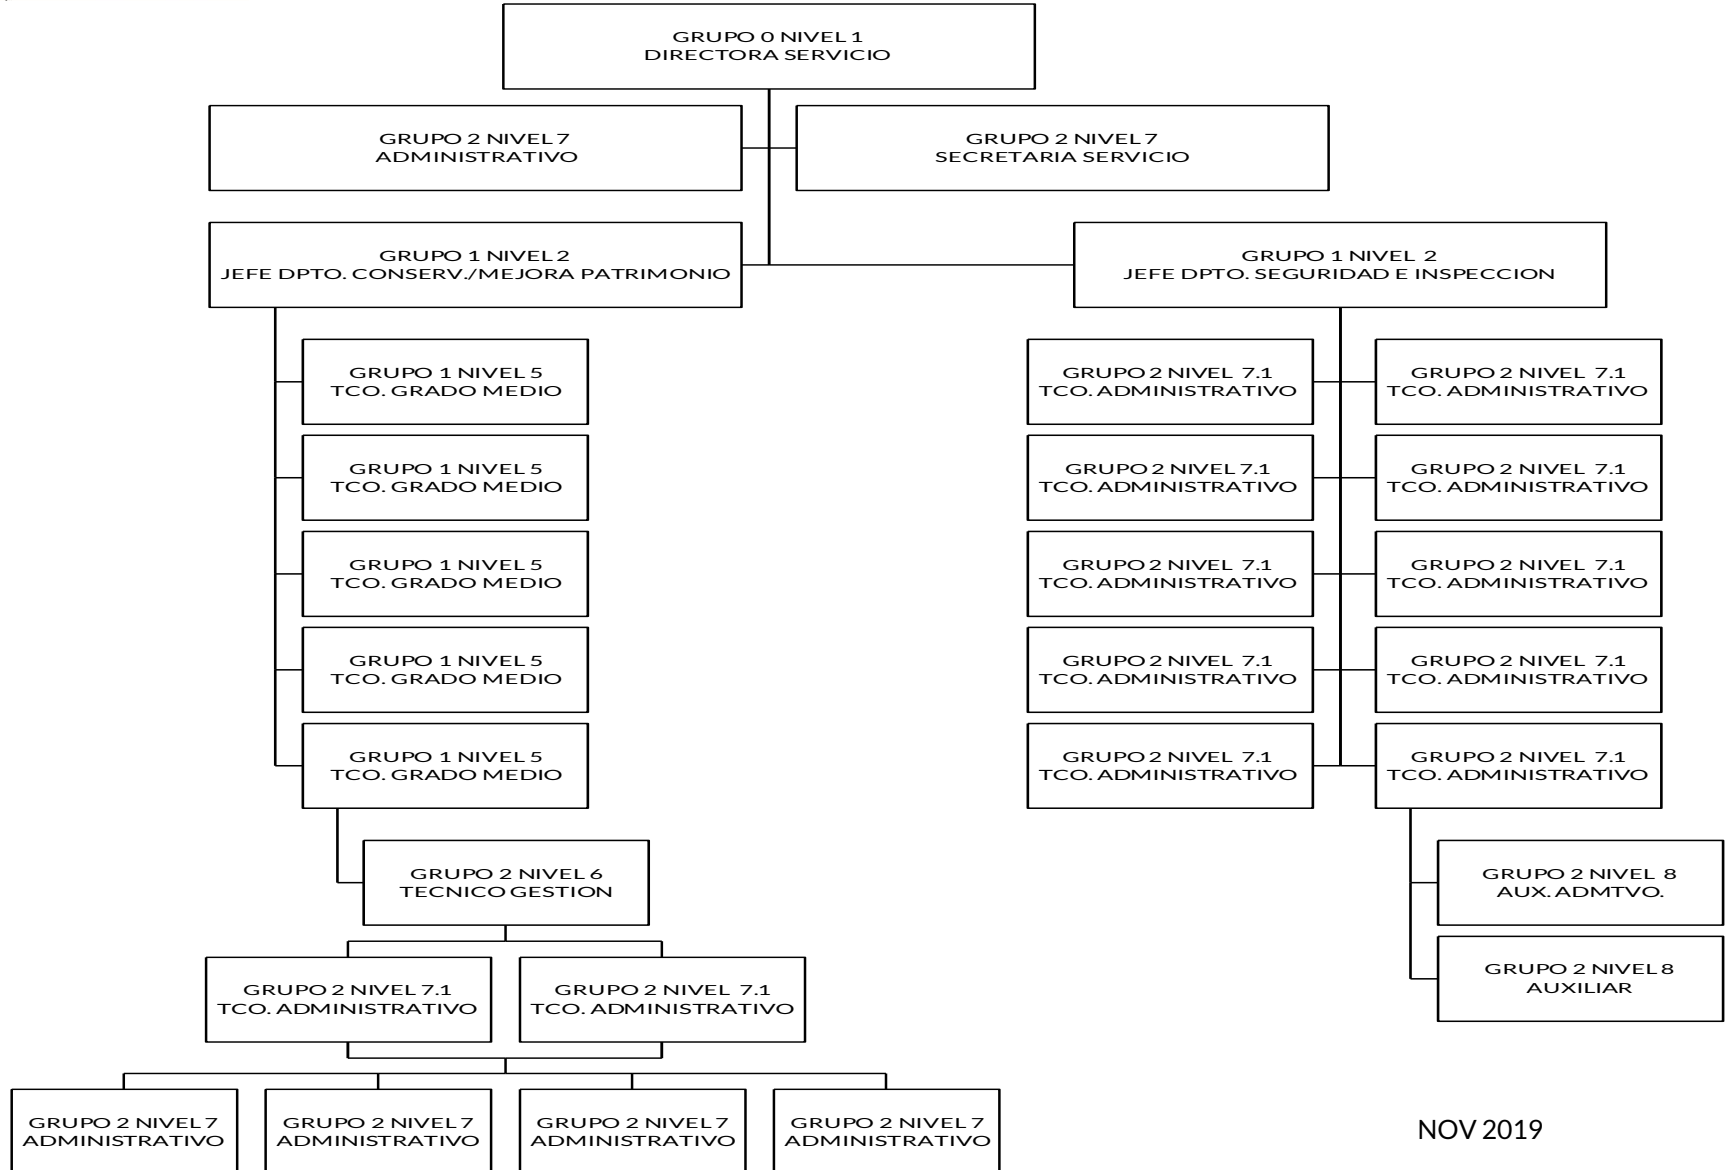 GRUPO 0 NIVEL 1
DIRECTORA SERVICIO
GRUPO 2 NIVEL 7
ADMINISTRATIVO
GRUPO 2 NIVEL 7
SECRETARIA SERVICIO
GRUPO 1 NIVEL 2
JEFE DPTO. CONSERV./MEJORA PATRIMONIO
GRUPO 1 NIVEL 2
JEFE DPTO. SEGURIDAD E INSPECCION
GRUPO 1 NIVEL 5
TCO. GRADO MEDIO
GRUPO 1 NIVEL 5
TCO. GRADO MEDIO
GRUPO 1 NIVEL 5
TCO. GRADO MEDIO
GRUPO 1 NIVEL 5
TCO. GRADO MEDIO
GRUPO 1 NIVEL 5
TCO. GRADO MEDIO
GRUPO 2 NIVEL 6
TECNICO GESTION
GRUPO 2 NIVEL 7.1
TCO. ADMINISTRATIVO
GRUPO 2 NIVEL 7.1
TCO. ADMINISTRATIVO
GRUPO 2 NIVEL 7
ADMINISTRATIVO
GRUPO 2 NIVEL 7
ADMINISTRATIVO
GRUPO 2 NIVEL 7
ADMINISTRATIVO
GRUPO 2 NIVEL 7
ADMINISTRATIVO
GRUPO 2 NIVEL 7.1
TCO. ADMINISTRATIVO
GRUPO 2 NIVEL 7.1
TCO. ADMINISTRATIVO
GRUPO 2 NIVEL 7.1
TCO. ADMINISTRATIVO
GRUPO 2 NIVEL 7.1
TCO. ADMINISTRATIVO
GRUPO 2 NIVEL 7.1
TCO. ADMINISTRATIVO
GRUPO 2 NIVEL 7.1
TCO. ADMINISTRATIVO
GRUPO 2 NIVEL 7.1
TCO. ADMINISTRATIVO
GRUPO 2 NIVEL 7.1
TCO. ADMINISTRATIVO
GRUPO 2 NIVEL 7.1
TCO. ADMINISTRATIVO
GRUPO 2 NIVEL 7.1
TCO. ADMINISTRATIVO
GRUPO 2 NIVEL 8
AUX. ADMTVO.
GRUPO 2 NIVEL 8
AUXILIAR
NOV 2019